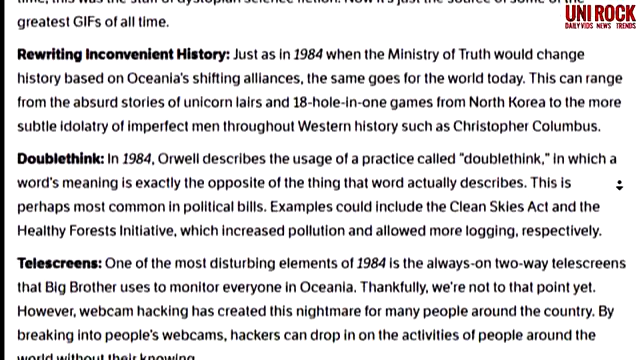 greatest GIFs of all time.
UNI ROCK
DAILY VIDS NEWS TRENDS
Rewriting Inconvenient History: Just as in 1984 when the Ministry of Truth would change
history based on Oceania's shifting alliances, the same goes for the world today. This can range
from the absurd stories of unicorn lairs and 18-hole-in-one games from North Korea to the more
subtle idolatry of imperfect men throughout Western history such as Christopher Columbus.
Doublethink: In 1984, Orwell describes the usage of a practice called "doublethink," in which a
word's meaning is exactly the opposite of the thing that word actually describes. This is
perhaps most common in political bills. Examples could include the Clean Skies Act and the
Healthy Forests Initiative, which increased pollution and allowed more logging, respectively.
Telescreens: One of the most disturbing elements of 1984 is the always-on two-way telescreens
that Big Brother uses to monitor everyone in Oceania. Thankfully, we're not to that point yet.
However, webcam hacking has created this nightmare for many people around the country. By
breaking into people's webcams, hackers can drop in on the activities of people around the
world without their knowing